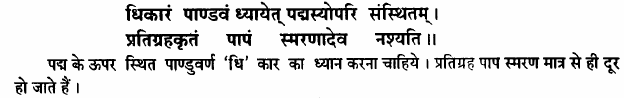 धिकारं पाण्डवं ध्यायेत् पद्मस्योपरि संस्थितम् ।
प्रतिग्रहकृतं पापं स्मरणादेव नश्यति ॥
पद्म के ऊपर स्थित पाण्डुवर्ण ‘धि’ कार का ध्यान करना चाहिये । प्रतिग्रह पाप स्मरण मात्र से ही दूर
हो जाते हैं ।